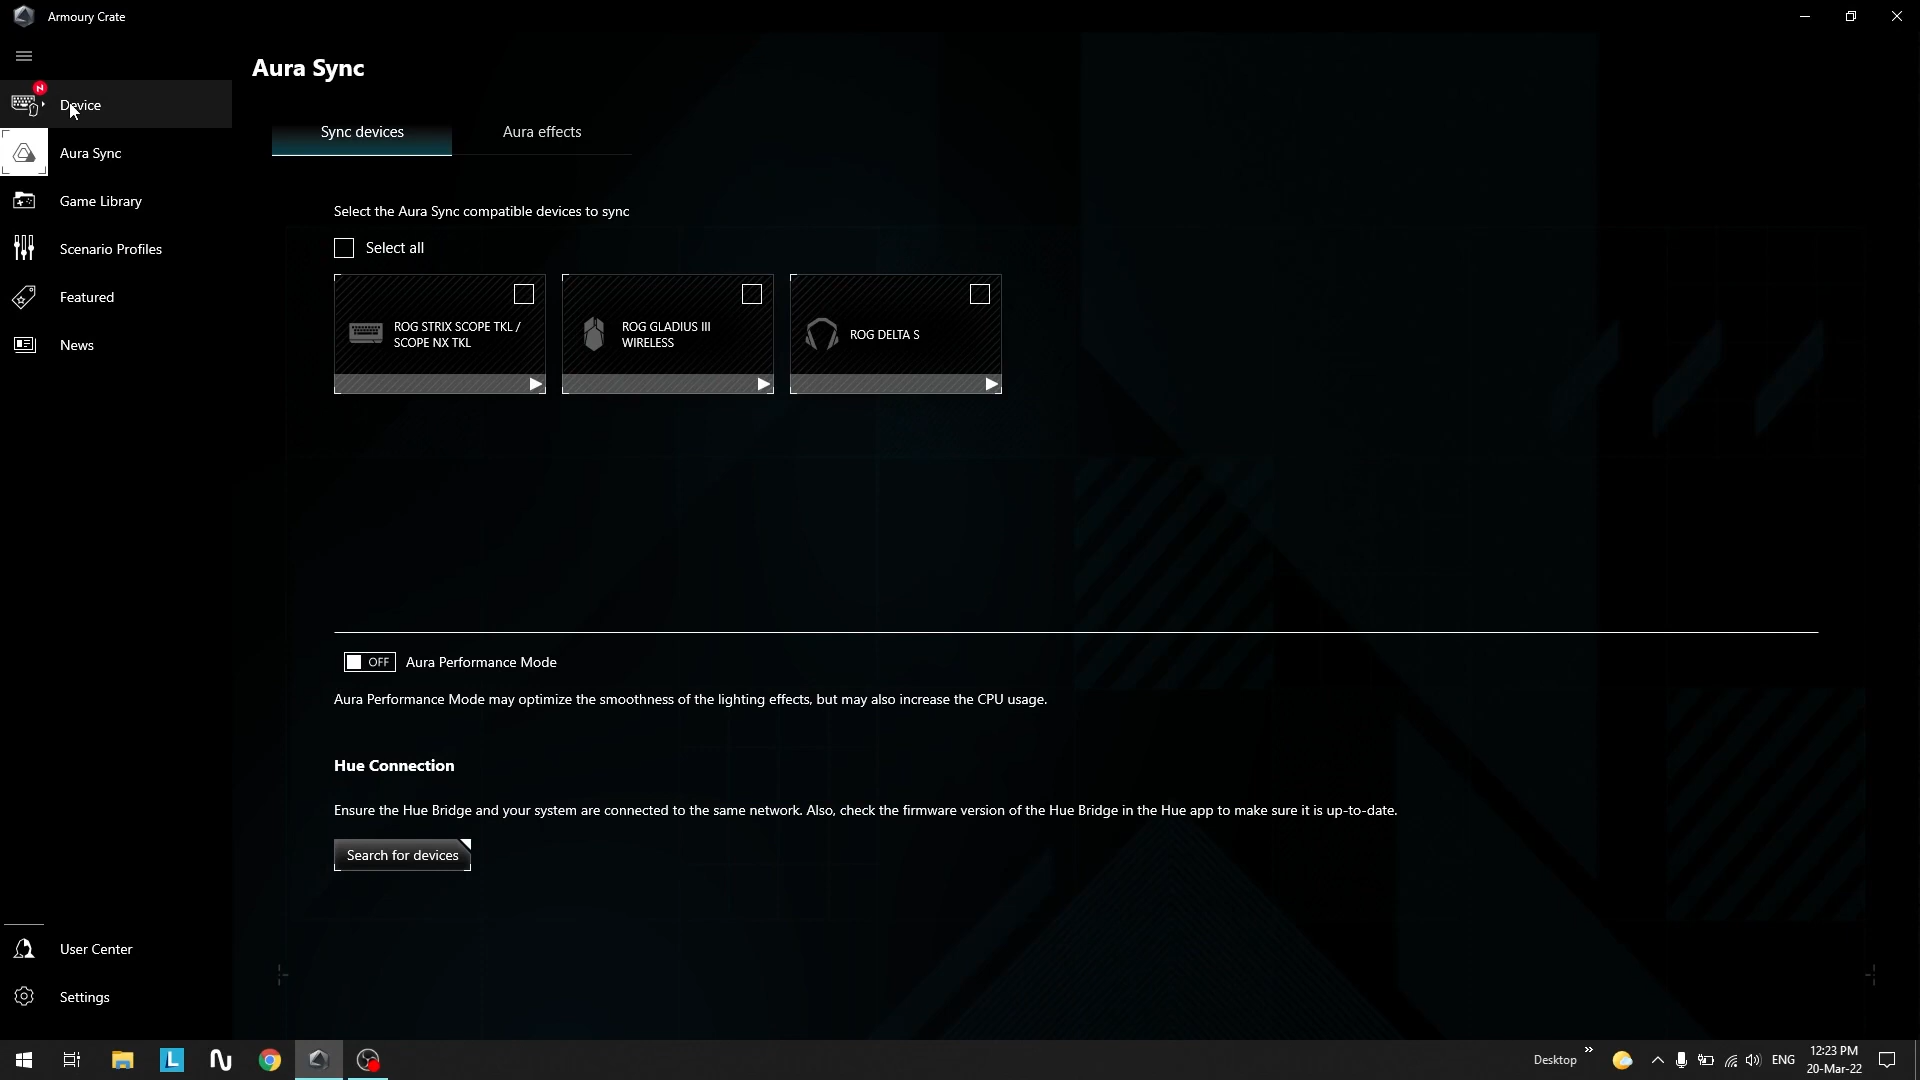 Armoury Crate
Aura Sync
N
Device
Aura Sync
Game Library
Scenario Profiles
Featured
News
Sync devices
Aura effects
Select the Aura Sync compatible devices to sync
Select all
ROG STRIX SCOPE TKL /
SCOPE NX TKL
ROG GLADIUS III
WIRELESS
ROG DELTA S
OFF Aura Performance Mode
Aura Performance Mode may optimize the smoothness of the lighting effects, but may also increase the CPU usage.
Hue Connection
Ensure the Hue Bridge and your system are connected to the same network. Also, check the firmware version of the Hue Bridge in the Hue app to make sure it is up-to-date.
Search for devices
User Center
Settings
L
Desktop
ENG
12:23 PM
20-Mar-22